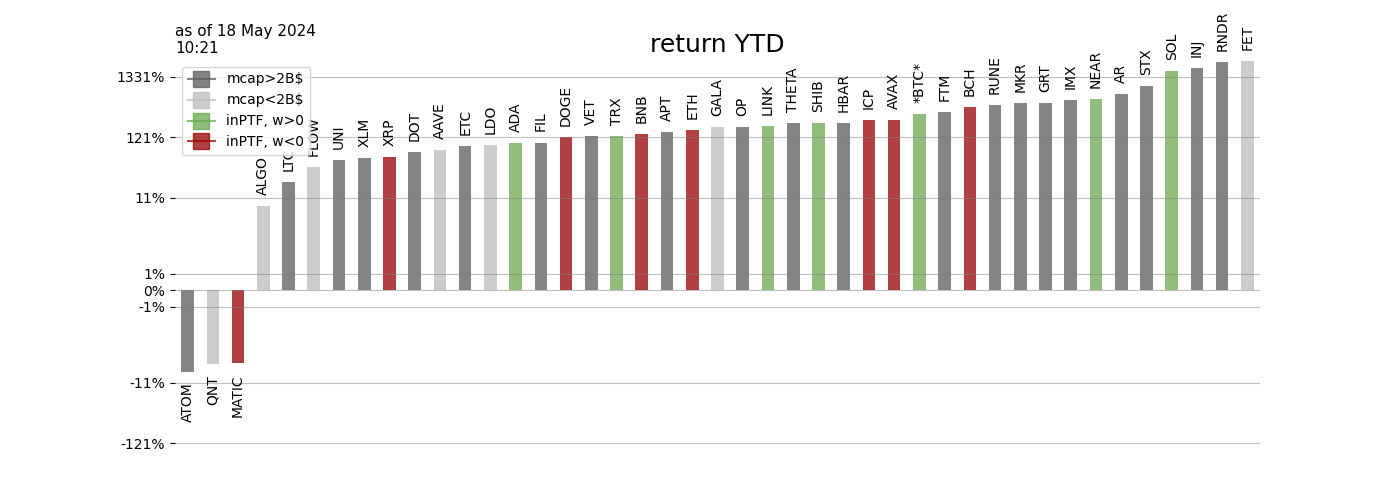 as of 18 May 2024
10:21
return YTD
mcap>2B$
mcap<2B$
inPTF, w>0
inPTF, w<0
1331%
121%
11%
1%
0%
-1%
-11%
-121%
ATOM
QNT
MATIC
ALGO
LTC
FLOW
UNI
XLM
XRP
DOT
AAVE
ETC
LDO
ADA
FIL
DOGE
VET
TRX
BNB
APT
ETH
GALA
OP
LINK
THETA
SHIB
HBAR
ICP
AVAX
*BTC*
FTM
BCH
RUNE
MKR
GRT
IMX
NEAR
AR
STX
SOL
INJ
RNDR
FET